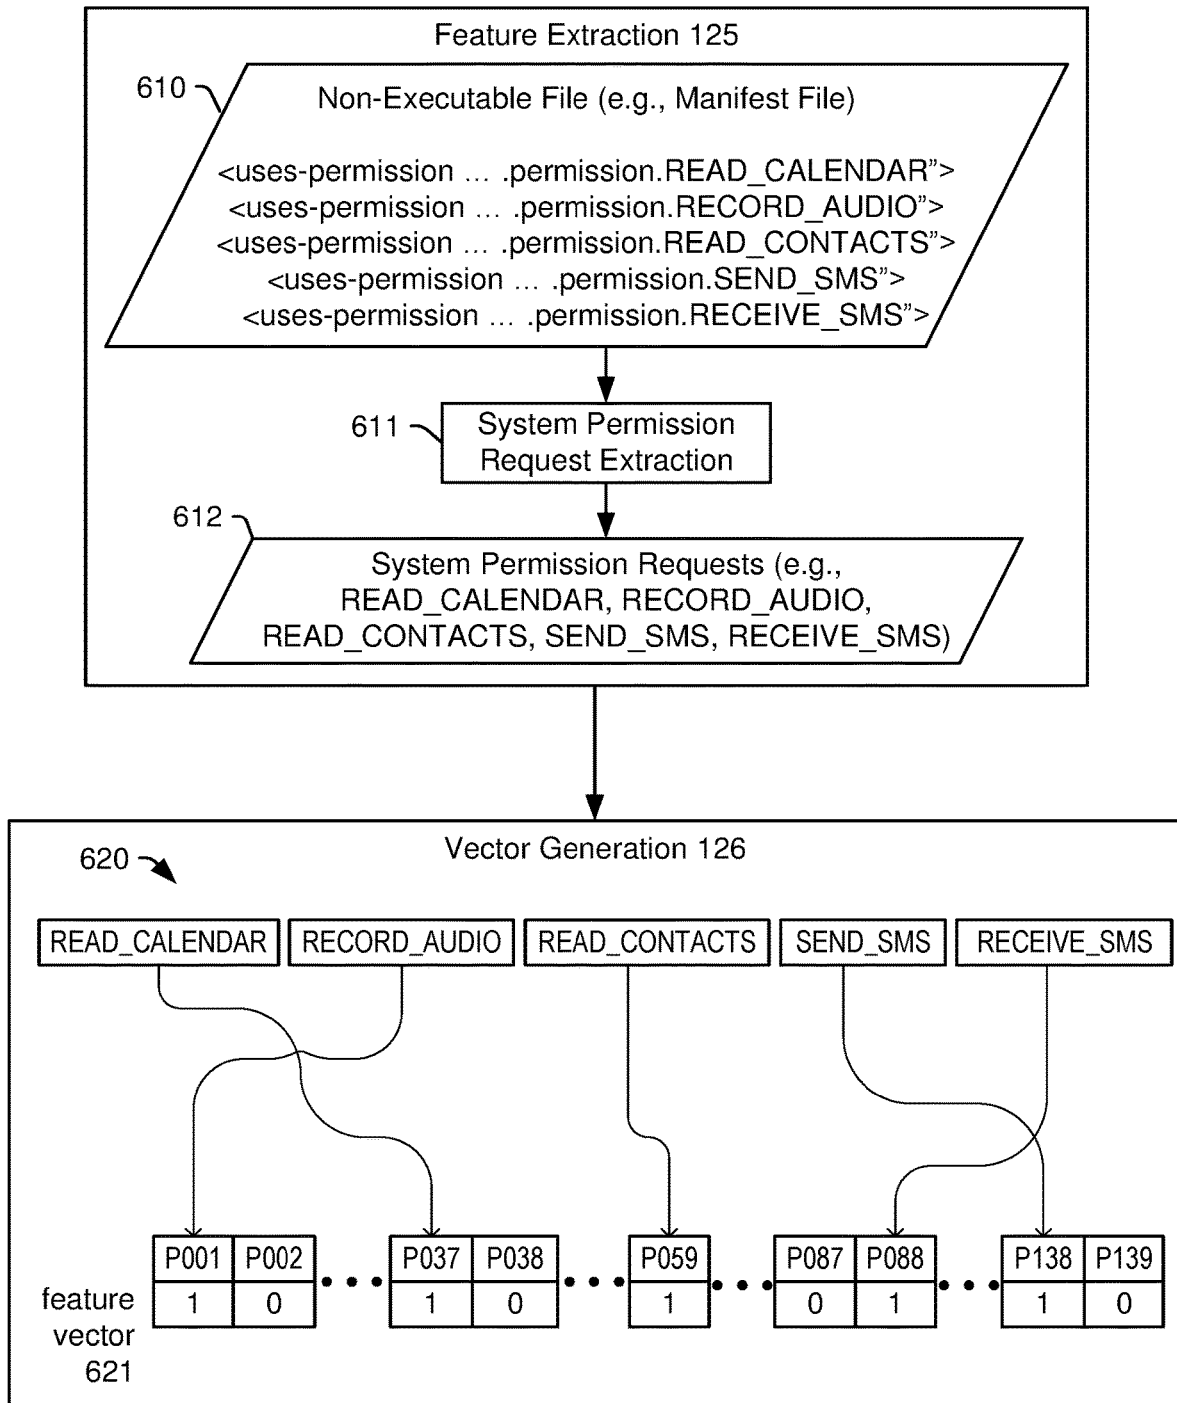 Feature Extraction 125
610
Non-Executable File (e.g., Manifest File)
<uses-permission ... .permission.READ_CALENDAR”>
<uses-permission ... .permission.RECORD_AUDIO”>
<uses-permission ... .permission.READ_CONTACTS”>
<uses-permission ... .permission.SEND_SMS”>
<uses-permission ... .permission.RECEIVE_SMS”>
611
System Permission
Request Extraction
612
System Permission Requests (e.g.,
READ_CALENDAR, RECORD_AUDIO,
READ_CONTACTS, SEND_SMS, RECEIVE_SMS)
Vector Generation 126
620
READ_CALENDAR RECORD_AUDIO READ_CONTACTS SEND_SMS RECEIVE_SMS
P001 P002 P037 P038 P059 P087 P088 P138 P139
1 0 1 0 1 0 1 1 0
feature
vector
621